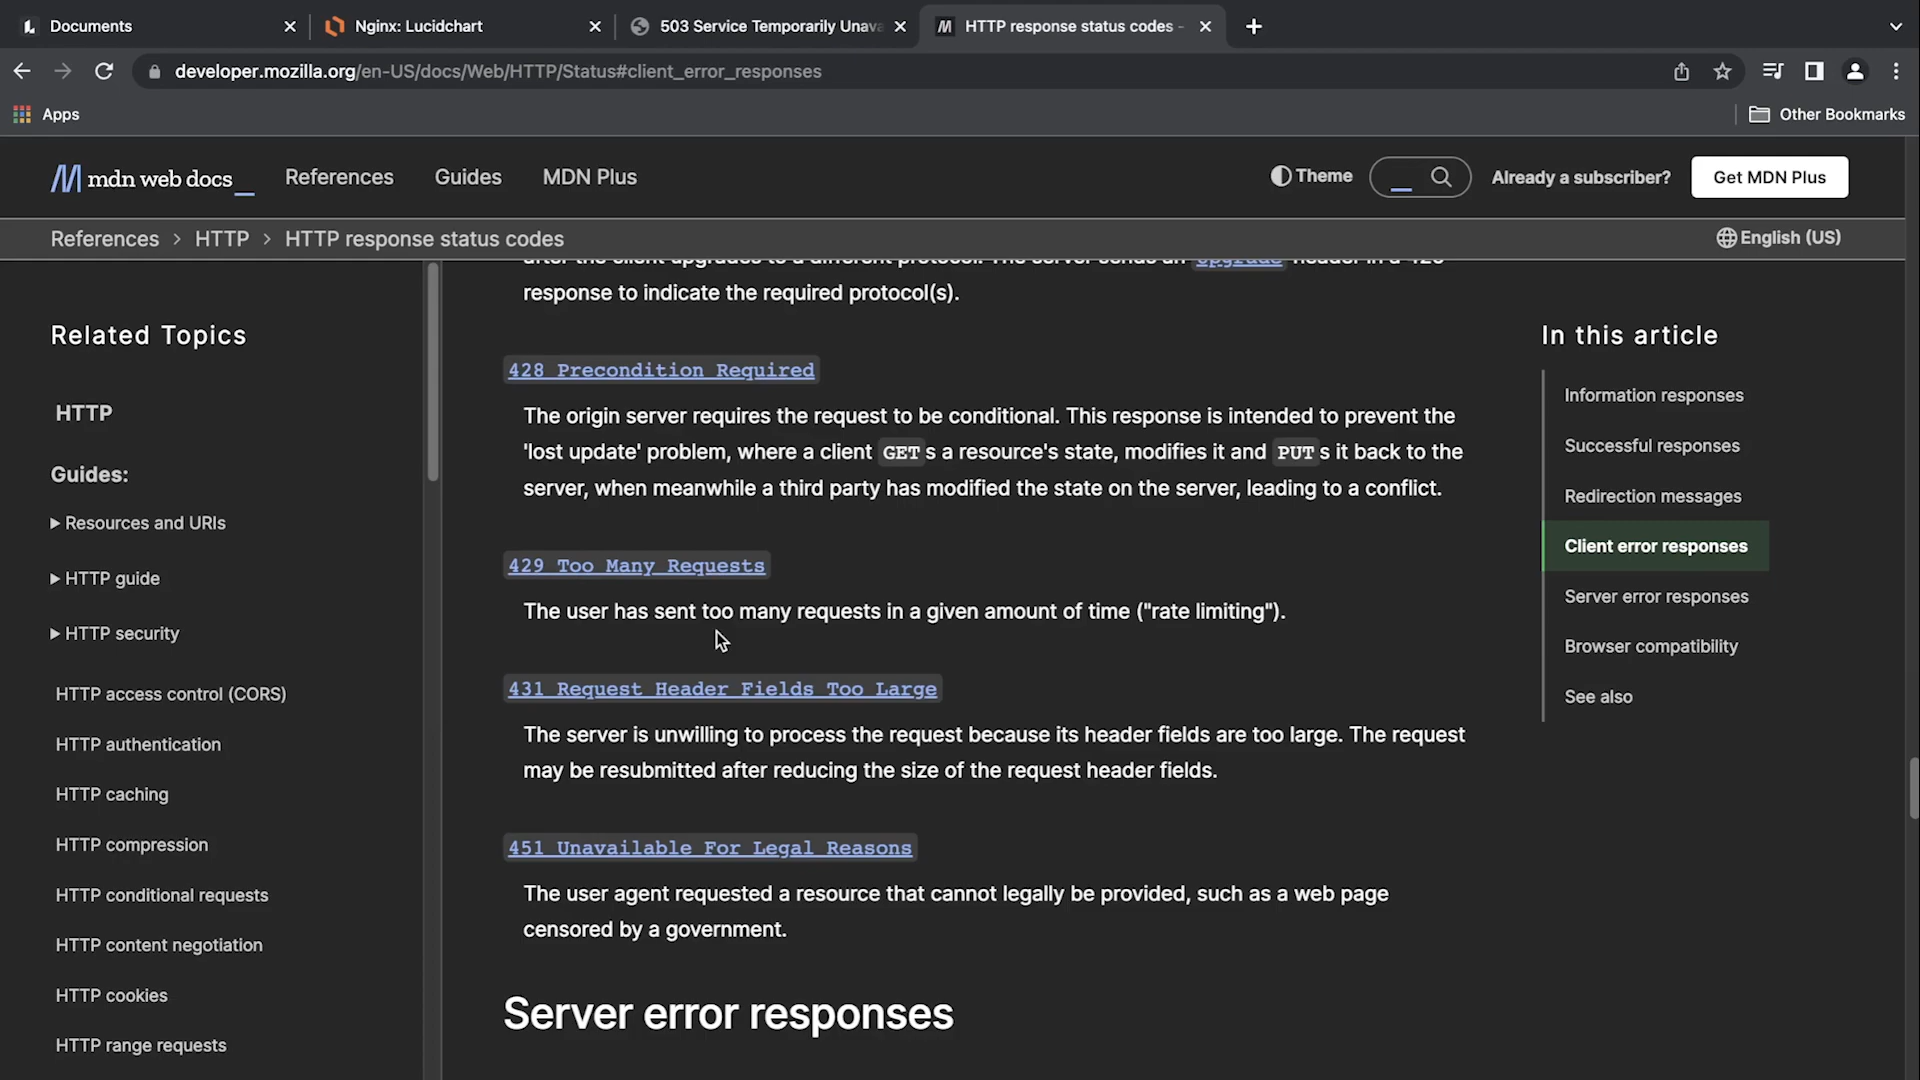 Documents
Nginx: Lucidchart
503 Service Temporarily Unava
HTTP response status codes -
developer.mozilla.org/en-US/docs/Web/HTTP/Status#client_error_responses
Apps
Other Bookmarks
mdn web docs_
References
Guides
MDN Plus
Theme
Already a subscriber?
Get MDN Plus
References > HTTP > HTTP response status codes
English (US)
Related Topics
HTTP
Guides:
Resources and URIs
HTTP guide
HTTP security
HTTP access control (CORS)
HTTP authentication
HTTP caching
HTTP compression
HTTP conditional requests
HTTP content negotiation
HTTP cookies
HTTP range requests
after the client upgrades to a different protocol. The server sends an Upgrade header in a 426
response to indicate the required protocol(s).
428 Precondition Required
The origin server requires the request to be conditional. This response is intended to prevent the
'lost update' problem, where a client GETs a resource's state, modifies it and PUTs it back to the
server, when meanwhile a third party has modified the state on the server, leading to a conflict.
429 Too Many Requests
The user has sent too many requests in a given amount of time ("rate limiting").
431 Request Header Fields Too Large
The server is unwilling to process the request because its header fields are too large. The request
may be resubmitted after reducing the size of the request header fields.
451 Unavailable For Legal Reasons
The user agent requested a resource that cannot legally be provided, such as a web page
censored by a government.
Server error responses
In this article
Information responses
Successful responses
Redirection messages
Client error responses
Server error responses
Browser compatibility
See also